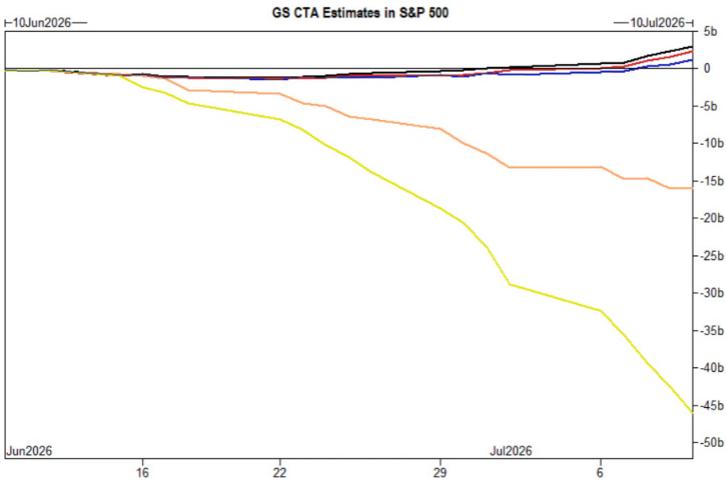 GS CTA Estimates in S&P 500
10Jun2026
10Jul2026
5b
0
-5b
-10b
-15b
-20b
-25b
-30b
-35b
-40b
-45b
-50b
Jun2026
Jul2026
16
22
29
6